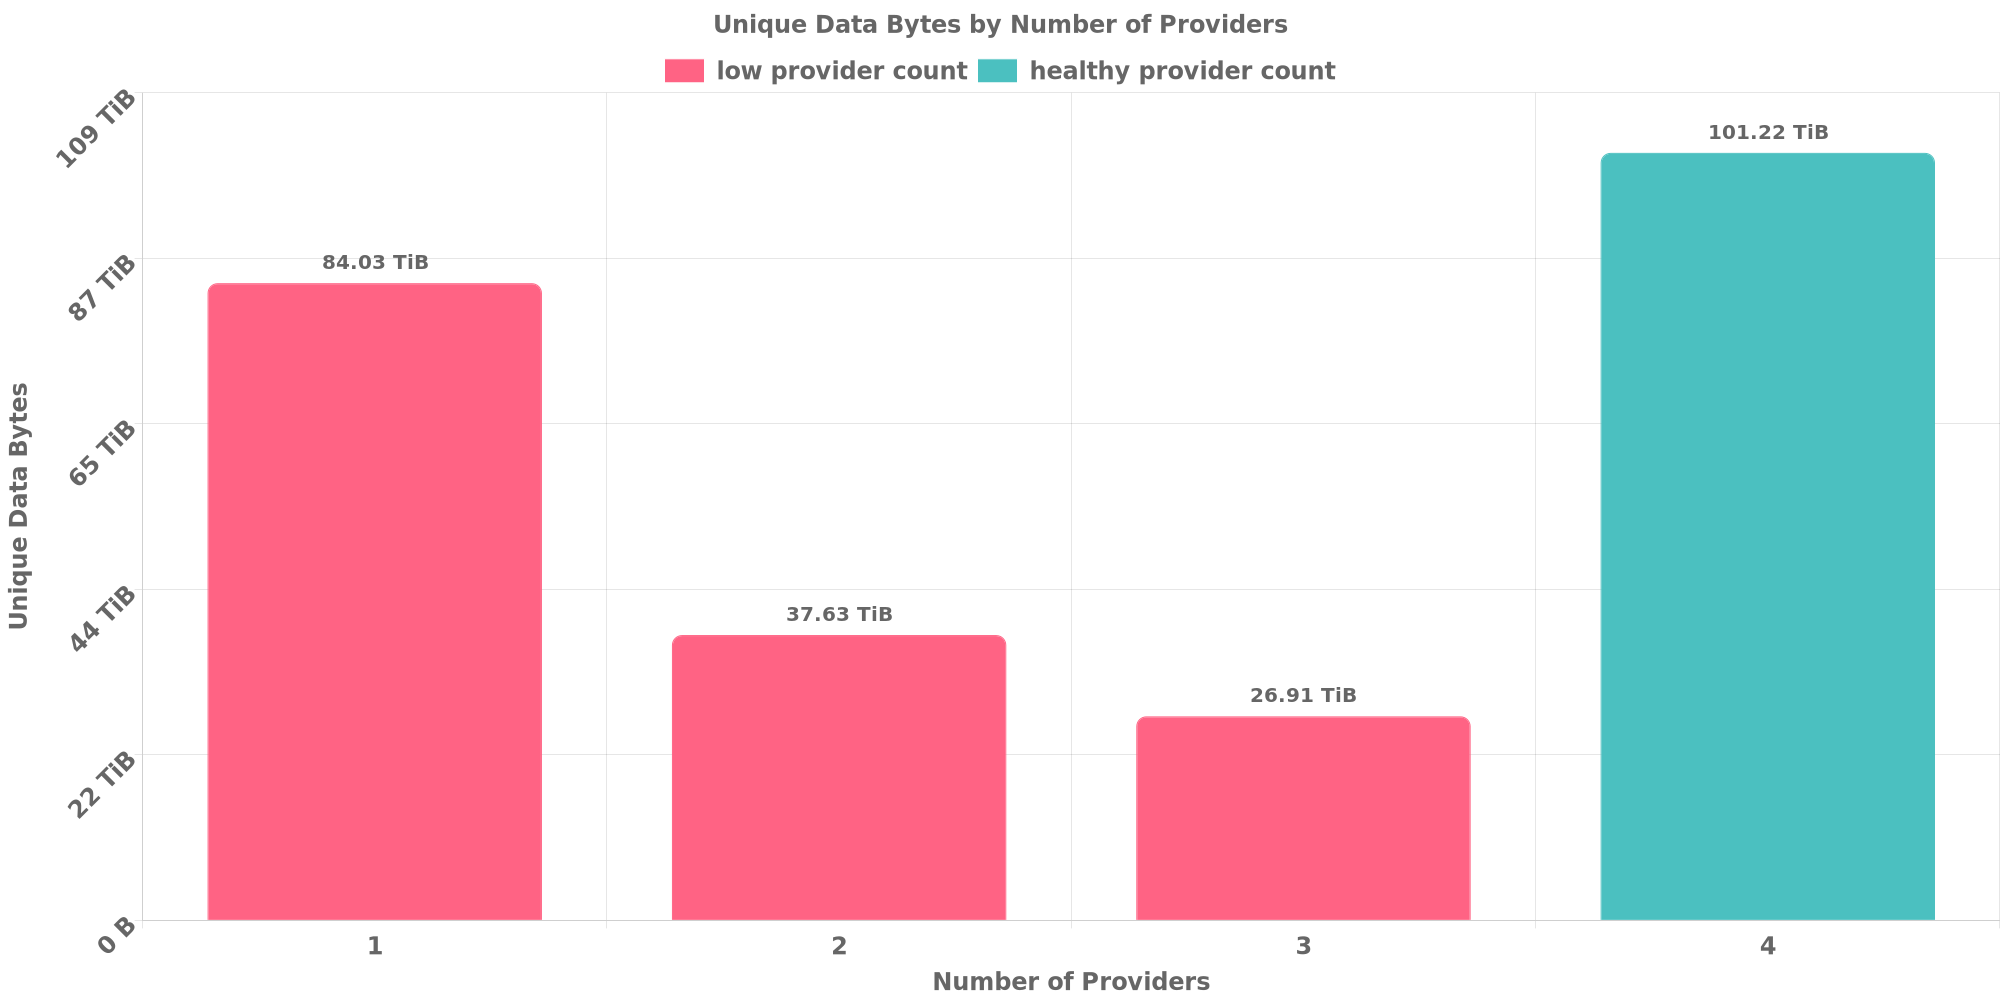 Unique Data Bytes by Number of Providers
low provider count healthy provider count
109 TiB
87 TiB
65 TiB
44 TiB
22 TiB
0 B
Unique Data Bytes
84.03 TiB
37.63 TiB
26.91 TiB
101.22 TiB
1 2 3 4
Number of Providers